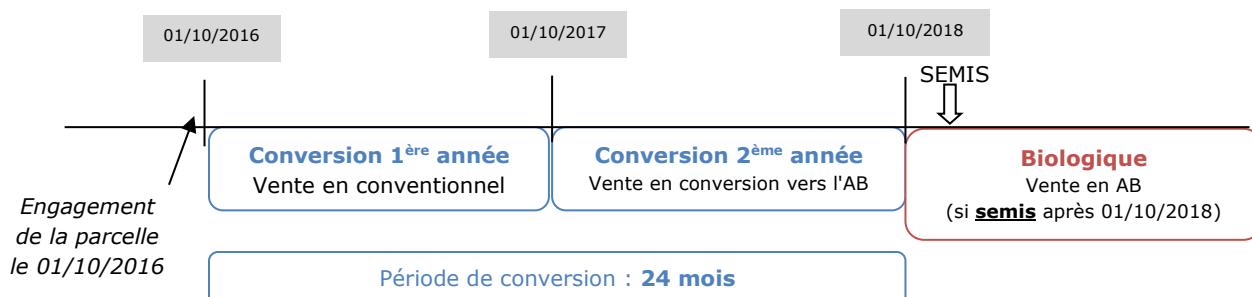 01/10/2016
01/10/2017
01/10/2018
SEMIS
Conversion 1ère année
Vente en conventionnel
Conversion 2ème année
Vente en conversion vers l'AB
Biologique
Vente en AB
(si semis après 01/10/2018)
Engagement
de la parcelle
le 01/10/2016
Période de conversion : 24 mois